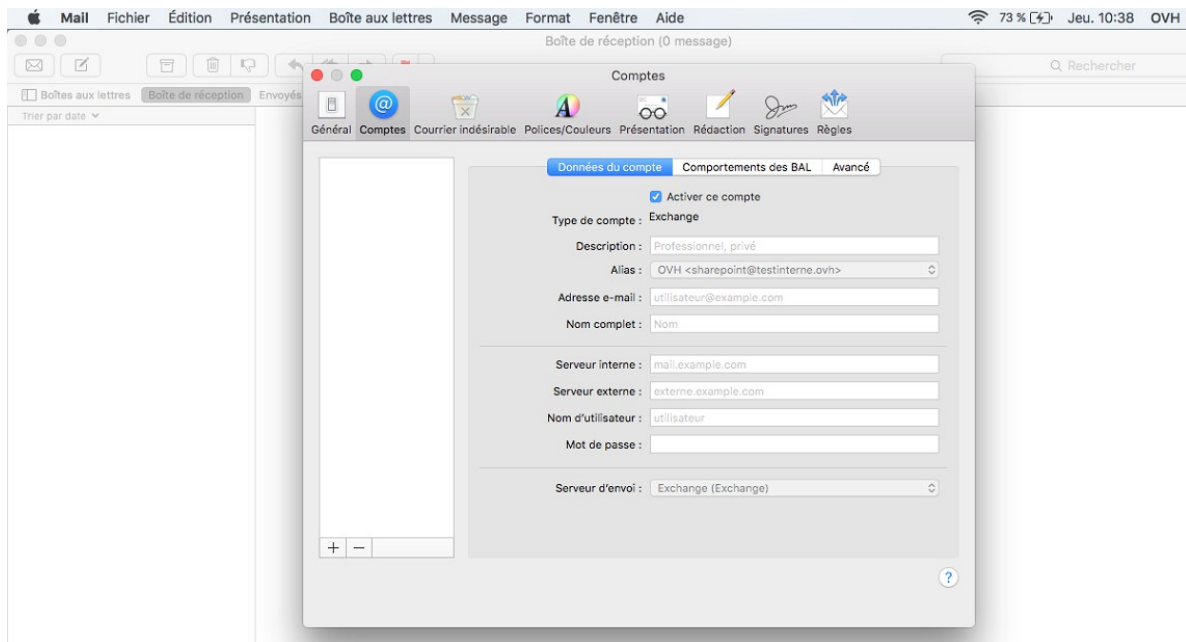 Mail Fichier Édition Présentation Boîte aux lettres Message Format Fenêtre Aide 73 % Jeu. 10:38 OVH
Boîte de réception (0 message)
Rechercher
Boîtes aux lettres Boîte de réception Envoyés
Trier par date
Comptes
Général Comptes Courrier indésirable Polices/Couleurs Présentation Rédaction Signatures Règles
Données du compte Comportements des BAL Avancé
Activer ce compte
Type de compte : Exchange
Description : Professionnel, privé
Alias : OVH <sharepoint@testinterne.ovh>
Adresse e-mail : utilisateur@example.com
Nom complet : Nom
Serveur interne : mail.example.com
Serveur externe : externe.example.com
Nom d'utilisateur : utilisateur
Mot de passe :
Serveur d'envoi : Exchange (Exchange)
+ −
?